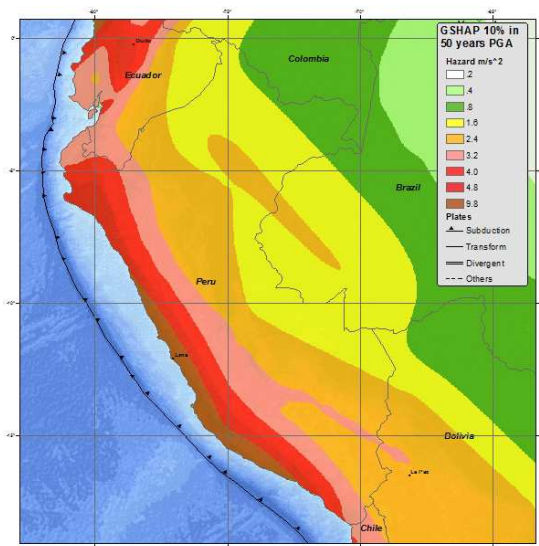 GSHAP 10% in
50 years PGA
Hazard m/s^2
.2
.4
.8
1.6
2.4
3.2
4.0
4.8
9.8
Plates
Subduction
Transform
Divergent
Others
Colombia
Quito
Ecuador
Brazil
Peru
Lima
Bolivia
La Paz
Chile